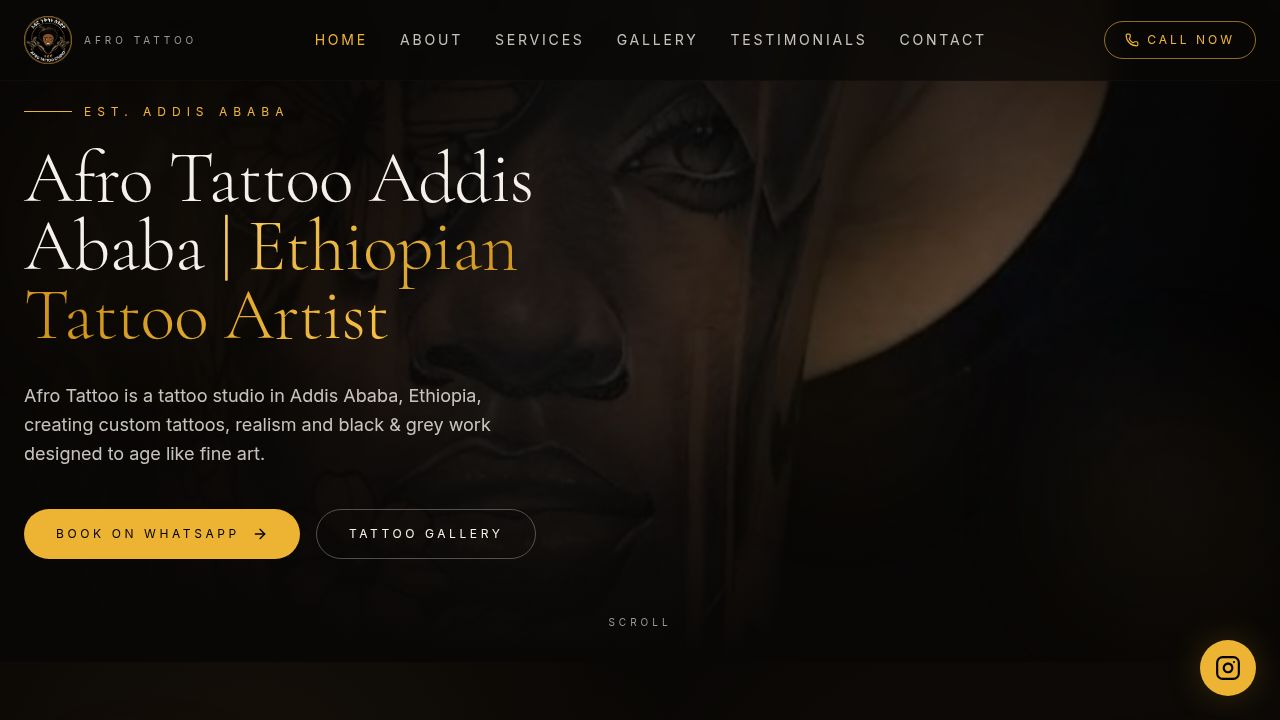 AFRO TATTOO
HOME
ABOUT
SERVICES
GALLERY
TESTIMONIALS
CONTACT
CALL NOW
EST. ADDIS ABABA
Afro Tattoo Addis
Ababa | Ethiopian
Tattoo Artist
Afro Tattoo is a tattoo studio in Addis Ababa, Ethiopia,
creating custom tattoos, realism and black & grey work
designed to age like fine art.
BOOK ON WHATSAPP
TATTOO GALLERY
SCROLL